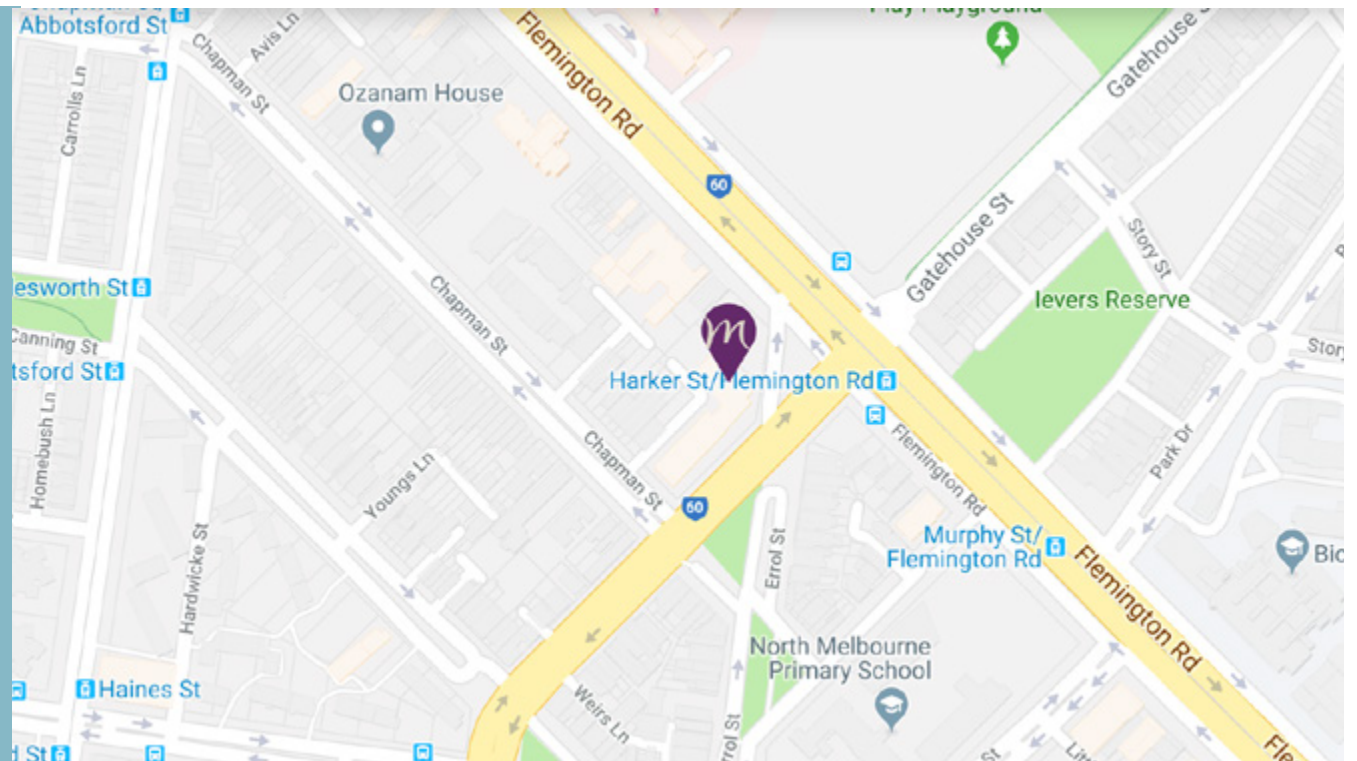 Abbotsford St
Avis Ln
Chapman St
Carrolls Ln
Ozanam House
Flemington Rd
Gatehouse S
60
Story St
Gatehouse St
esworth St
Ievers Reserve
Canning St
Chapman St
m
tsford St
Harker St/Flemington Rd
Story
Homebush Ln
Youngs Ln
Chapman St
Flemington Rd
Park Dr
60
Hardwicke St
Errol St
Murphy St/
Flemington Rd
Bio
Flemington Rd
North Melbourne
Primary School
Haines St
Weirs Ln
rrol St
d St
St
Fle